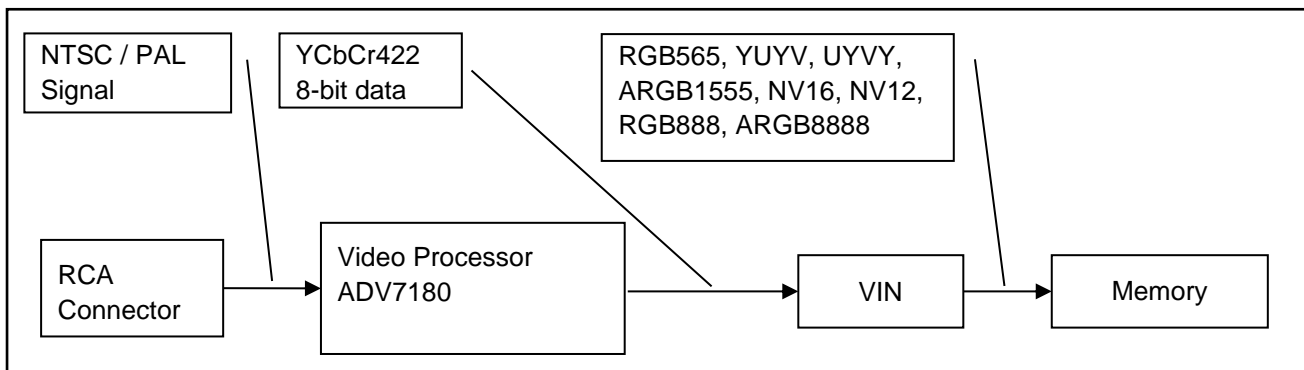 NTSC / PAL
Signal
YCbCr422
8-bit data
RGB565, YUYV, UYVY,
ARGB1555, NV16, NV12,
RGB888, ARGB8888
RCA
Connector
Video Processor
ADV7180
VIN
Memory